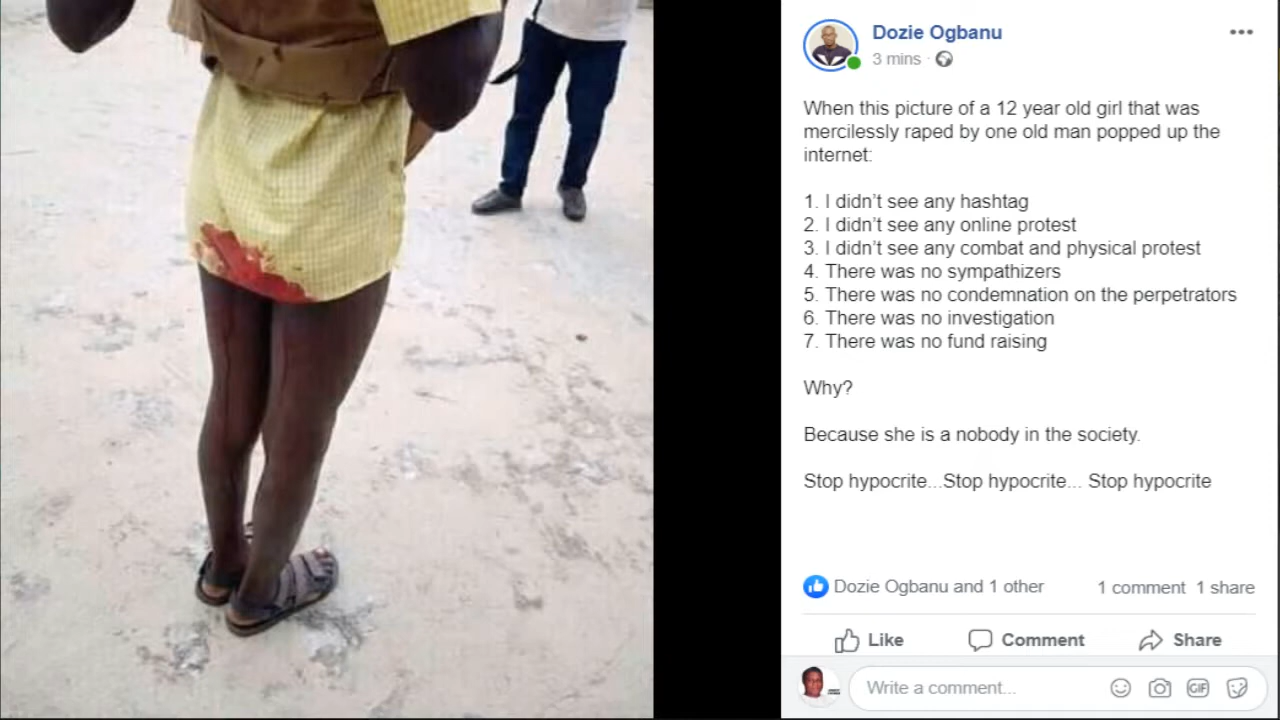 Dozie Ogbanu
3 mins
When this picture of a 12 year old girl that was
mercilessly raped by one old man popped up the
internet:
1. I didn't see any hashtag
2. I didn't see any online protest
3. I didn't see any combat and physical protest
4. There was no sympathizers
5. There was no condemnation on the perpetrators
6. There was no investigation
7. There was no fund raising
Why?
Because she is a nobody in the society.
Stop hypocrite...Stop hypocrite... Stop hypocrite
Dozie Ogbanu and 1 other 1 comment 1 share
Like Comment Share
Write a comment... GIF